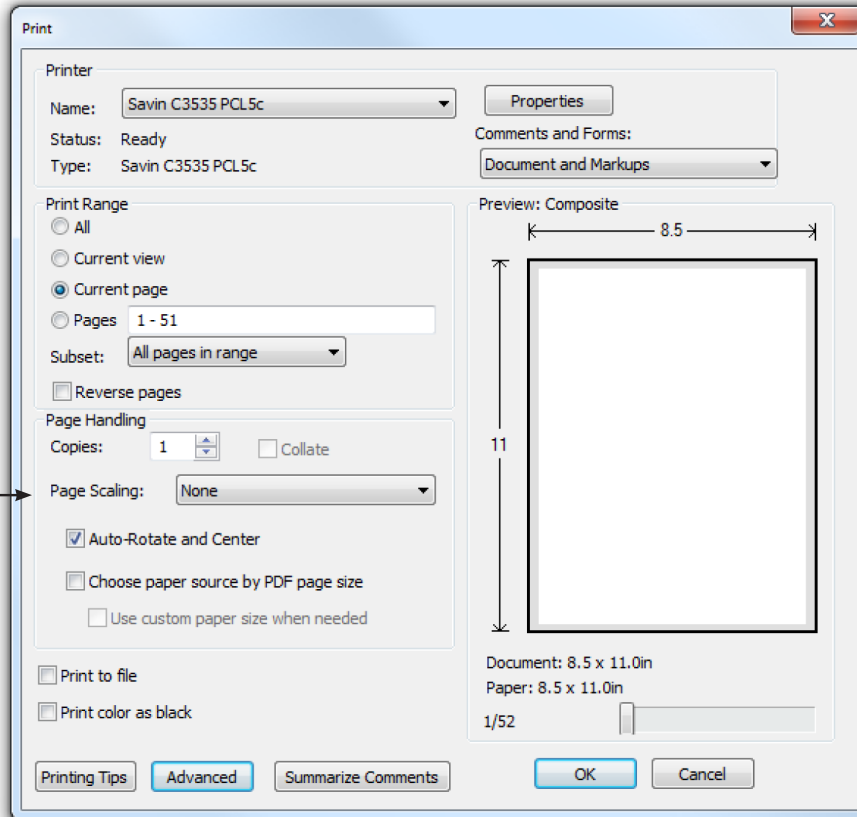 Print
Printer
Name: Savin C3535 PCL5c Properties
Status: Ready Comments and Forms:
Type: Savin C3535 PCL5c Document and Markups
Print Range
All
Current view
Current page
Pages 1 - 51
Subset: All pages in range
Reverse pages
Page Handling
Copies: 1 Collate
Page Scaling: None
Auto-Rotate and Center
Choose paper source by PDF page size
Use custom paper size when needed
Preview: Composite
8.5
11
Document: 8.5 x 11.0in
Paper: 8.5 x 11.0in
1/52
Print to file
Print color as black
Printing Tips Advanced Summarize Comments OK Cancel